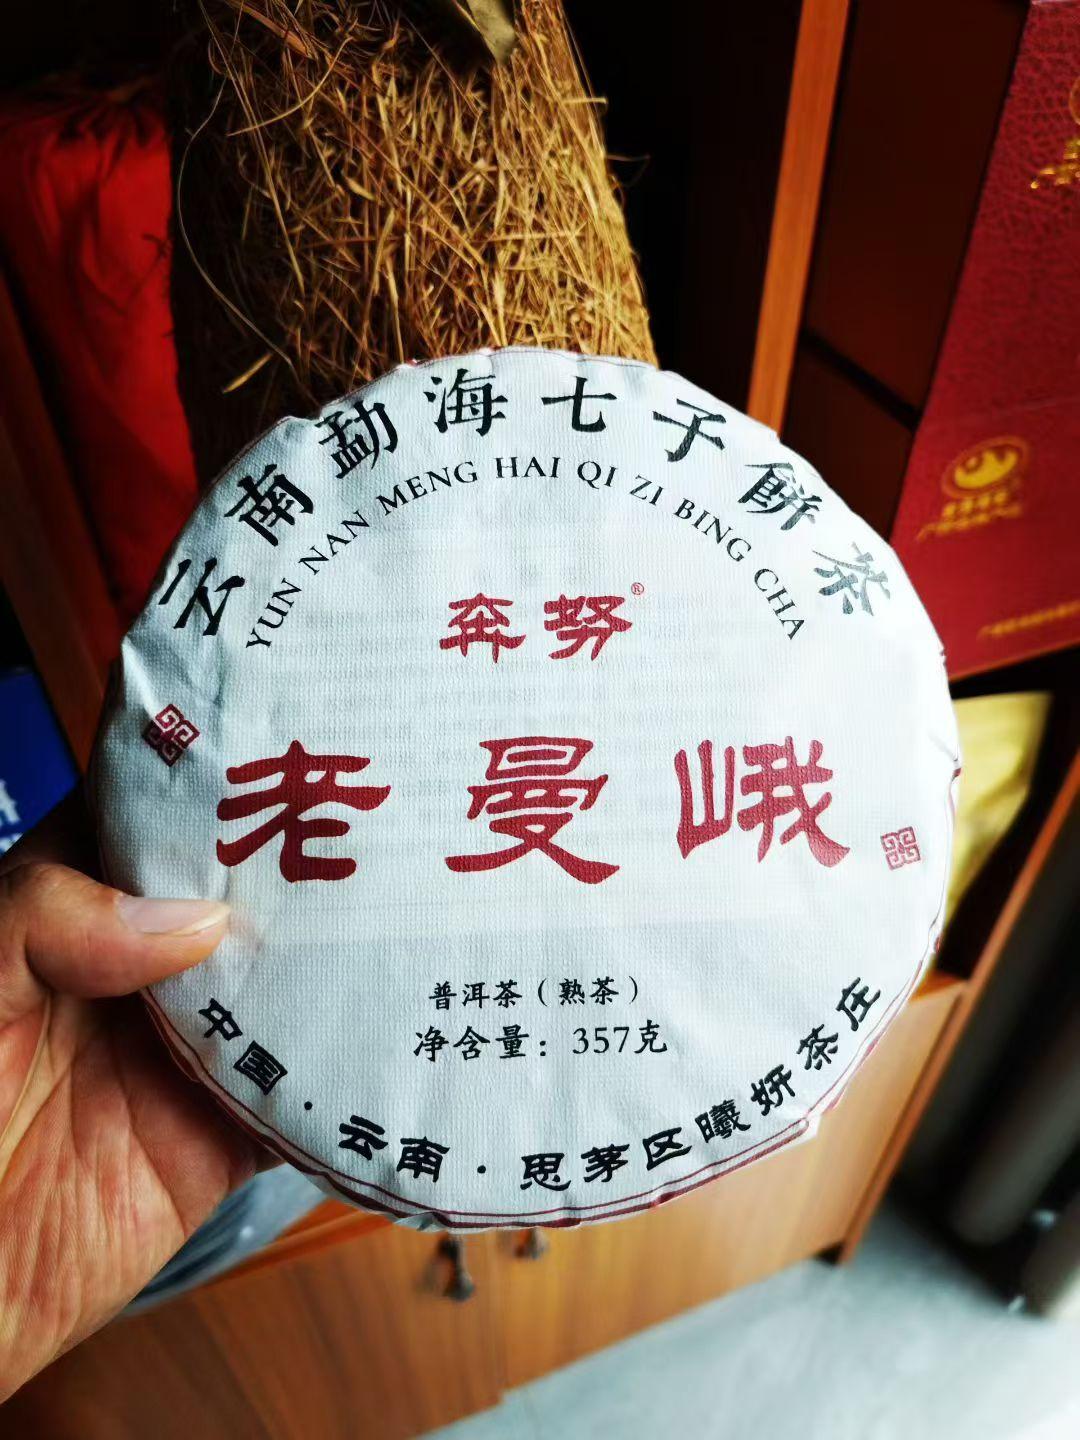 云南勐海七子餅茶
YUN NAN MENG HAI QI ZI BING CHA
奔努®
老曼峨
普洱茶（熟茶）
净含量：357克
中国·云南·思茅区曦妍茶庄